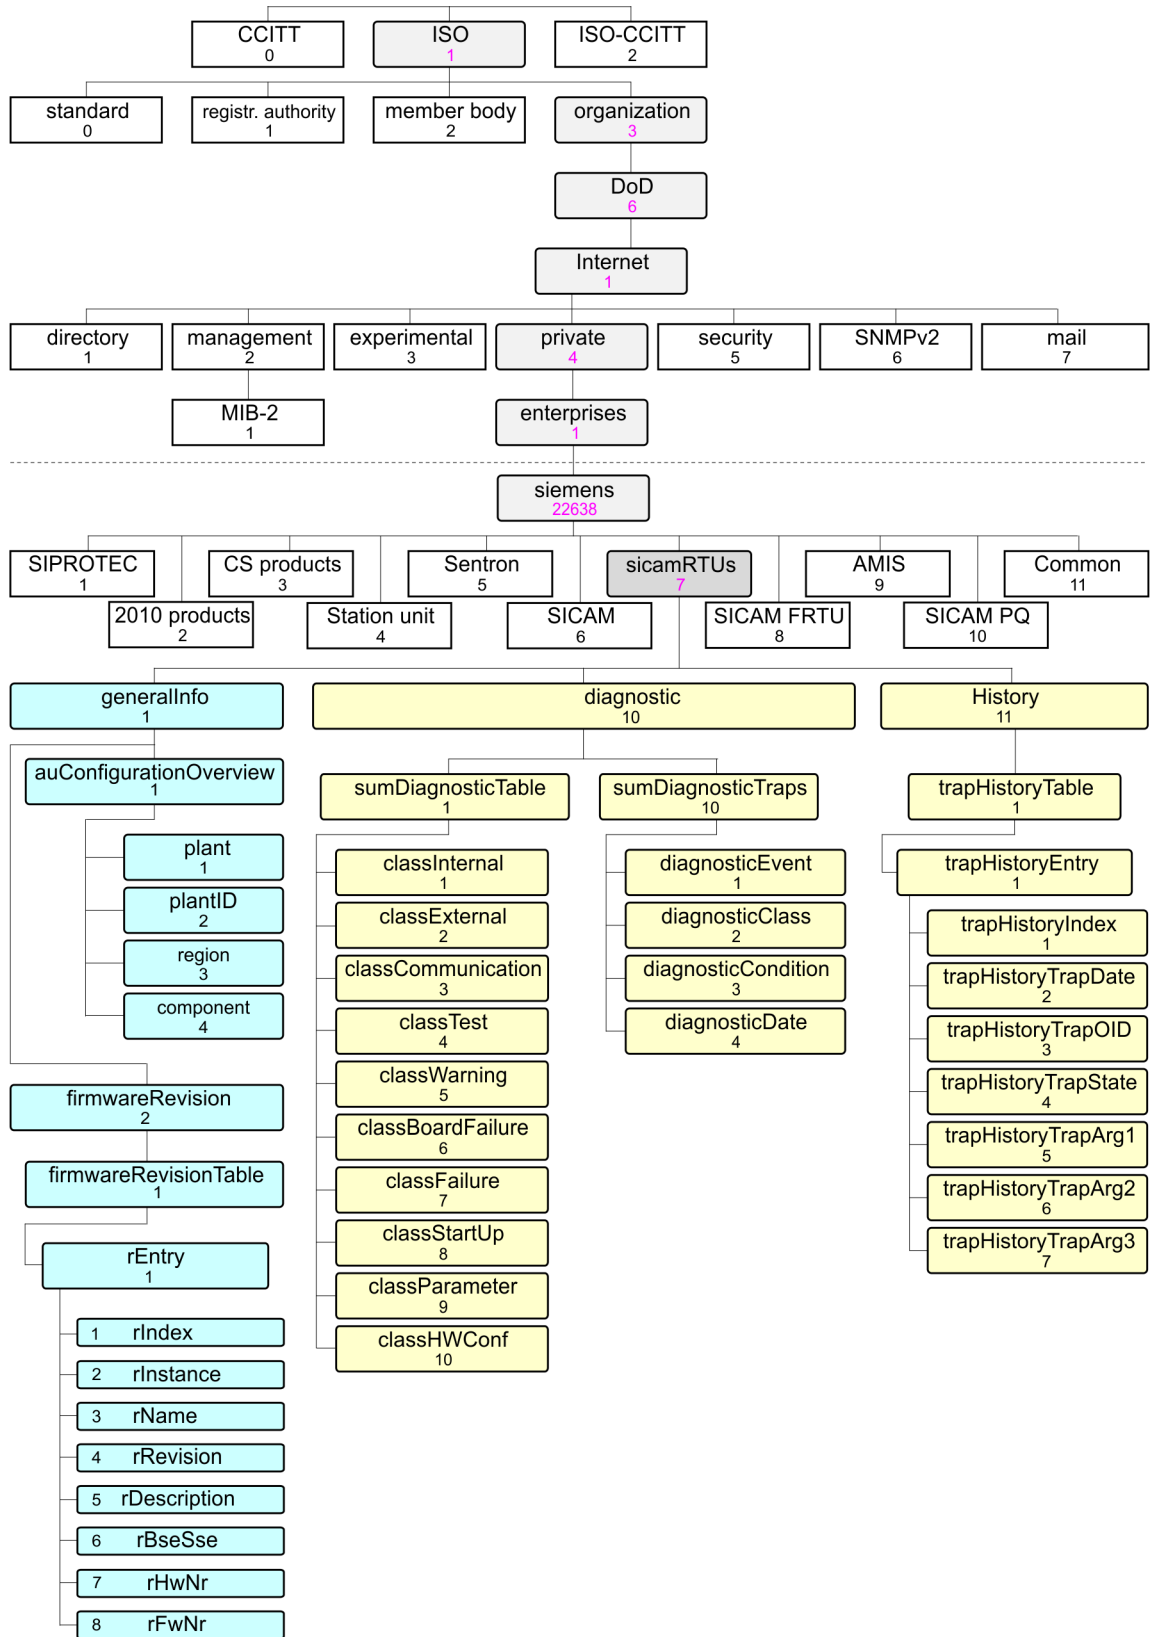 CCITT
0
ISO
1
ISO-CCITT
2
standard
0
registr. authority
1
member body
2
organization
3
DoD
6
Internet
1
directory
1
management
2
experimental
3
private
4
security
5
SNMPv2
6
mail
7
MIB-2
1
enterprises
1
siemens
22638
SIPROTEC
1
CS products
3
Sentron
5
sicamRTUs
7
AMIS
9
Common
11
2010 products
2
Station unit
4
SICAM
6
SICAM FRTU
8
SICAM PQ
10
generalInfo
1
auConfigurationOverview
1
plant
1
plantID
2
region
3
component
4
firmwareRevision
2
firmwareRevisionTable
1
rEntry
1
1 rIndex
2 rInstance
3 rName
4 rRevision
5 rDescription
6 rBseSse
7 rHwNr
8 rFwNr
diagnostic
10
sumDiagnosticTable
1
classInternal
1
classExternal
2
classCommunication
3
classTest
4
classWarning
5
classBoardFailure
6
classFailure
7
classStartUp
8
classParameter
9
classHWConf
10
sumDiagnosticTraps
10
diagnosticEvent
1
diagnosticClass
2
diagnosticCondition
3
diagnosticDate
4
History
11
trapHistoryTable
1
trapHistoryEntry
1
trapHistoryIndex
1
trapHistoryTrapDate
2
trapHistoryTrapOID
3
trapHistoryTrapState
4
trapHistoryTrapArg1
5
trapHistoryTrapArg2
6
trapHistoryTrapArg3
7